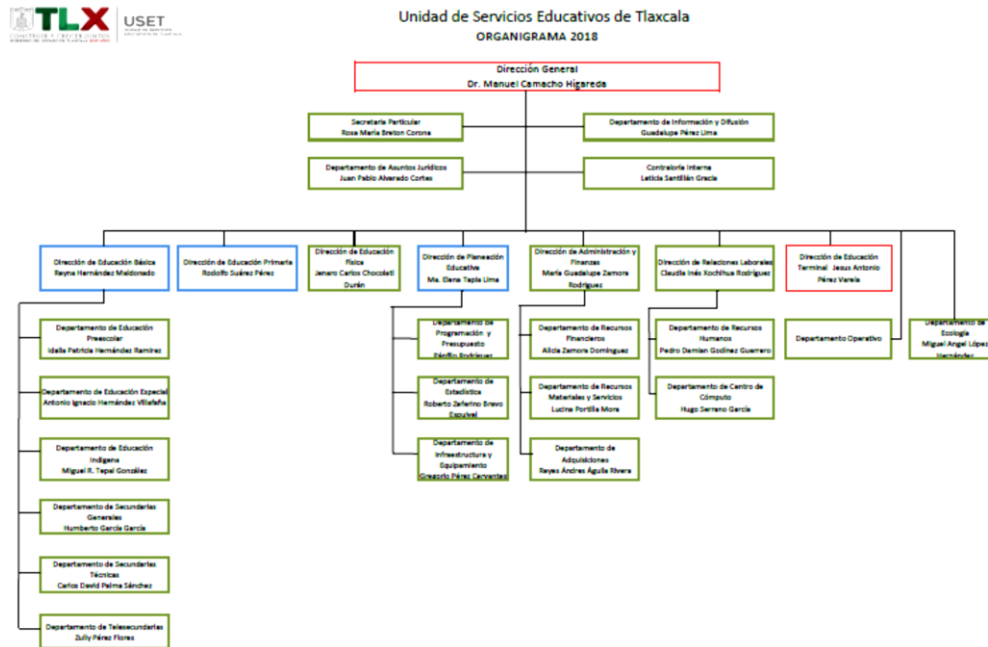 TLX
USET
CONSTRUIR Y CRECER JUNTOS
Unidad de Servicios Educativos de Tlaxcala
ORGANIGRAMA 2018
Dirección General
Dr. Manuel Camacho Higareda
Secretaria Particular
Rosa María Breton Corona
Departamento de Información y Difusión
Guadalupe Pérez Lima
Departamento de Asuntos Jurídicos
Juan Pablo Alvarado Cortes
Contraloría Interna
Leticia Santillán Gracia
Dirección de Educación Básica
Reyna Hernández Maldonado
Dirección de Educación Primaria
Rodolfo Suárez Pérez
Dirección de Educación
Física
Jenaro Carlos Chocolatl
Durán
Dirección de Planeación
Educativa
Ma. Elena Tapia Lima
Dirección de Administración y
Finanzas
María Guadalupe Zamora
Rodríguez
Dirección de Relaciones Laborales
Claudia Inés Xochihua Rodríguez
Dirección de Educación
Terminal Jesus Antonio
Pérez Varela
Departamento de Educación
Preescolar
Idalia Patricia Hernández Ramírez
Departamento de
Programación y
Presupuesto
Rodríguez
Departamento de Recursos
Financieros
Alicia Zamora Domínguez
Departamento de Recursos
Humanos
Pedro Damian Godínez Guerrero
Departamento Operativo
Departamento de
Ecología
Miguel Angel López
Hernández
Departamento de Educación Especial
Antonio Ignacio Hernández Villafaña
Departamento de
Estadística
Roberto Zeferino Bravo
Esquivel
Departamento de Recursos
Materiales y Servicios
Lucina Portilla Mora
Departamento de Centro de
Cómputo
Hugo Serrano García
Departamento de Educación
Indígena
Miguel R. Tepal González
Departamento de
Infraestructura y
Equipamiento
Gregorio Pérez Cervantes
Departamento de
Adquisiciones
Reyes Andres Águila Rivera
Departamento de Secundarias
Generales
Humberto García García
Departamento de Secundarias
Técnicas
Carlos David Palma Sánchez
Departamento de Telesecundarias
Zully Pérez Flores